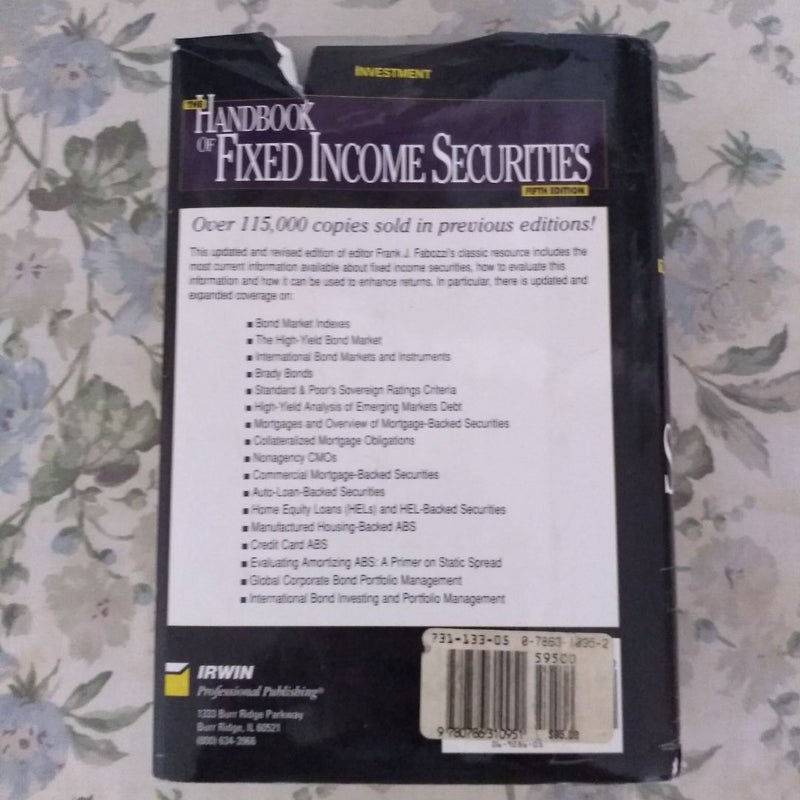 INVESTMENT
THE HANDBOOK
OF FIXED INCOME SECURITIES
FIFTH EDITION
Over 115,000 copies sold in previous editions!
This updated and revised edition of editor Frank J. Fabozzi's classic resource includes the
most current information available about fixed income securities, how to evaluate this
information and how it can be used to enhance returns. In particular, there is updated and
expanded coverage on:
■ Bond Market Indexes
■ The High-Yield Bond Market
■ International Bond Markets and Instruments
■ Brady Bonds
■ Standard & Poor's Sovereign Ratings Criteria
■ High-Yield Analysis of Emerging Markets Debt
■ Mortgages and Overview of Mortgage-Backed Securities
■ Collateralized Mortgage Obligations
■ Nonagency CMOs
■ Commercial Mortgage-Backed Securities
■ Auto-Loan-Backed Securities
■ Home Equity Loans (HELs) and HEL-Backed Securities
■ Manufactured Housing-Backed ABS
■ Credit Card ABS
■ Evaluating Amortizing ABS: A Primer on Static Spread
■ Global Corporate Bond Portfolio Management
■ International Bond Investing and Portfolio Management
IRWIN
Professional Publishing®
1333 Burr Ridge Parkway
Burr Ridge, IL 60521
(800) 634-3966
731-133-05 0-7863-1095-2
59500
9 780786310951
$95.00